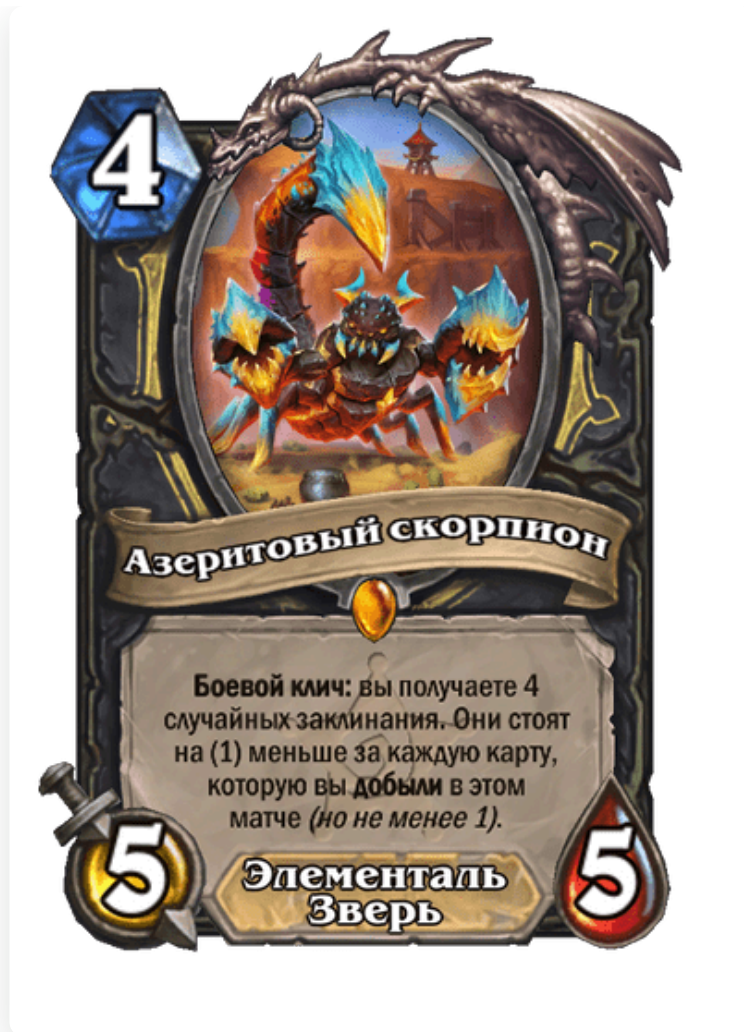 4
Азеритовый скорпион
Боевой клич: вы получаете 4
случайных заклинания. Они стоят
на (1) меньше за каждую карту,
которую вы добыли в этом
матче (но не менее 1).
5
Элементаль
Зверь
5